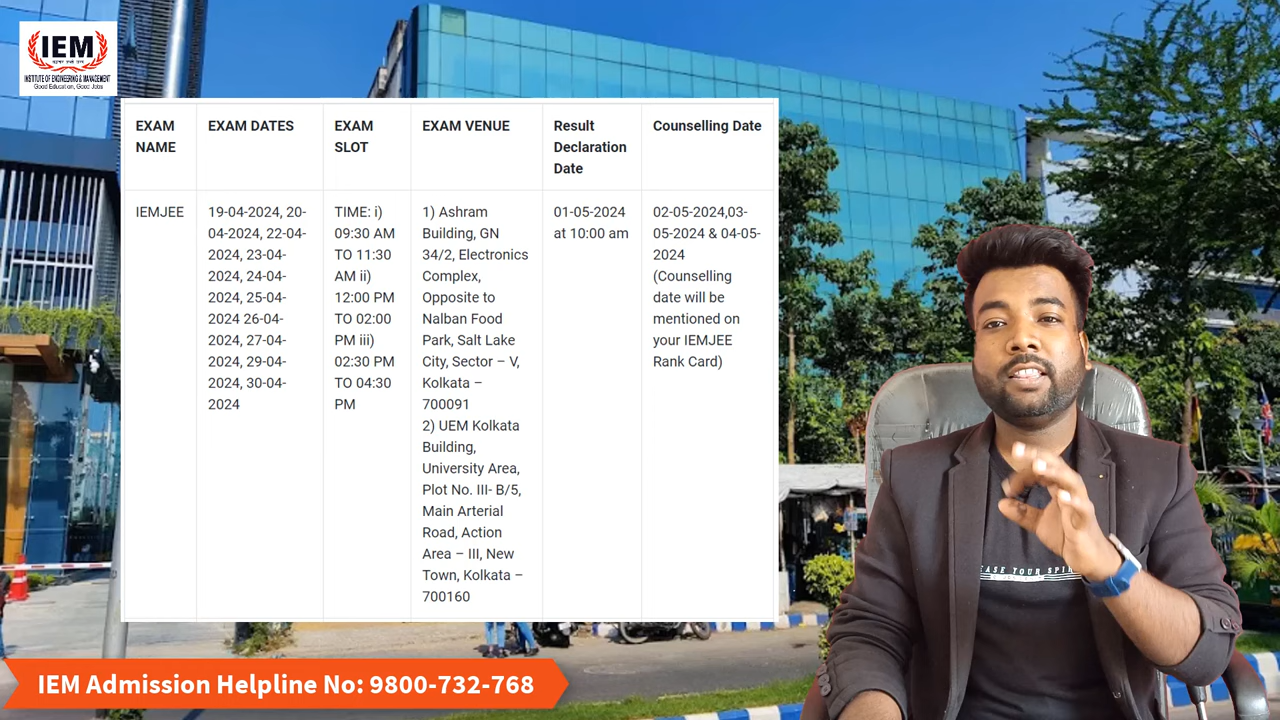 IEM
INSTITUTE OF ENGINEERING & MANAGEMENT
Good Education, Good Jobs
EXAM
NAME
EXAM DATES
EXAM
SLOT
EXAM VENUE
Result
Declaration
Date
Counselling Date
IEMJEE
19-04-2024, 20-
04-2024, 22-04-
2024, 23-04-
2024, 24-04-
2024, 25-04-
2024 26-04-
2024, 27-04-
2024, 29-04-
2024, 30-04-
2024
TIME: i)
09:30 AM
TO 11:30
AM ii)
12:00 PM
TO 02:00
PM iii)
02:30 PM
TO 04:30
PM
1) Ashram
Building, GN
34/2, Electronics
Complex,
Opposite to
Nalban Food
Park, Salt Lake
City, Sector – V,
Kolkata –
700091
2) UEM Kolkata
Building,
University Area,
Plot No. III- B/5,
Main Arterial
Road, Action
Area – III, New
Town, Kolkata –
700160
01-05-2024
at 10:00 am
02-05-2024,03-
05-2024 & 04-05-
2024
(Counselling
date will be
mentioned on
your IEMJEE
Rank Card)
YOUR
IEM Admission Helpline No: 9800-732-768